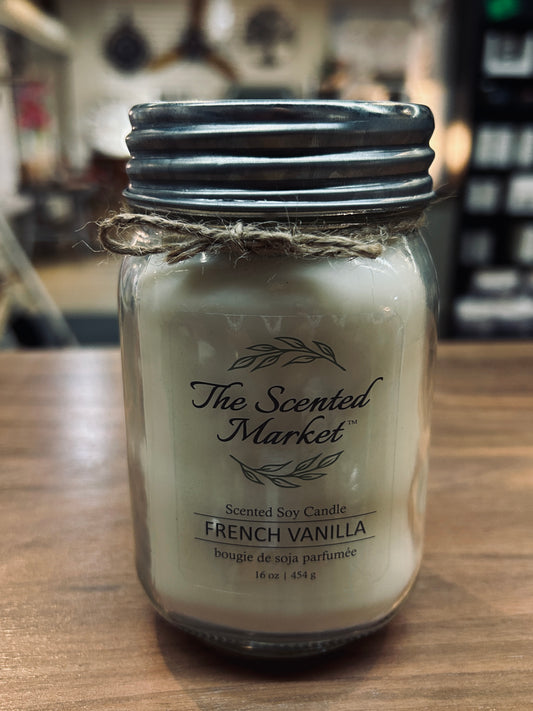 The Scented
Market™
Scented Soy Candle
FRENCH VANILLA
bougie de soja parfumée
16 oz | 454 g